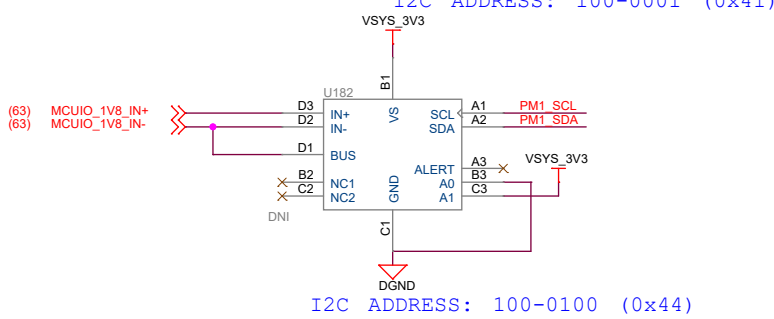 I2C ADDRESS: 100-0001 (0x41)
VSYS_3V3
B1
U182
(63) MCUIO_1V8_IN+ D3 IN+ VS SCL A1 PM1_SCL
(63) MCUIO_1V8_IN- D2 IN- SDA A2 PM1_SDA
D1 BUS
VSYS_3V3
ALERT A3
B2 NC1 A0 B3
C2 NC2 GND A1 C3
DNI
C1
DGND
I2C ADDRESS: 100-0100 (0x44)